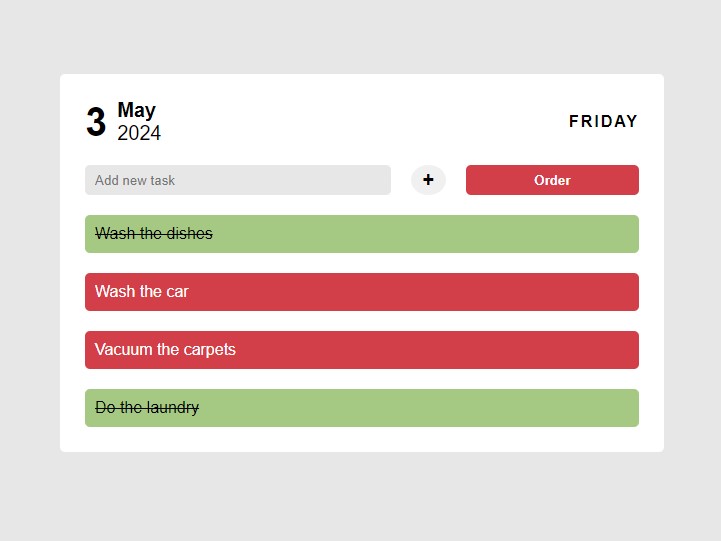 3
May
2024
FRIDAY
Add new task
+
Order
Wash the dishes
Wash the car
Vacuum the carpets
Do the laundry